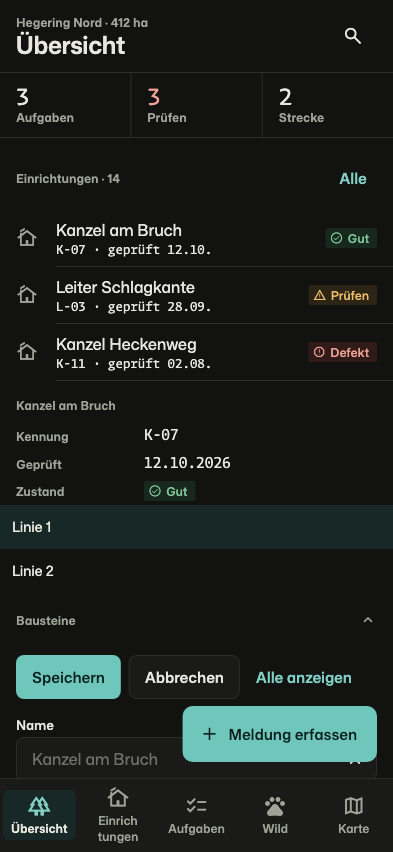 Hegering Nord · 412 ha
Übersicht
3
Aufgaben
3
Prüfen
2
Strecke
Einrichtungen · 14
Alle
Kanzel am Bruch
K-07 · geprüft 12.10.
Gut
Leiter Schlagkante
L-03 · geprüft 28.09.
Prüfen
Kanzel Heckenweg
K-11 · geprüft 02.08.
Defekt
Kanzel am Bruch
Kennung K-07
Geprüft 12.10.2026
Zustand Gut
Linie 1
Linie 2
Bausteine
Speichern
Abbrechen
Alle anzeigen
Name
Meldung erfassen
Kanzel am Bruch
Übersicht
Einrich
tungen
Aufgaben
Wild
Karte